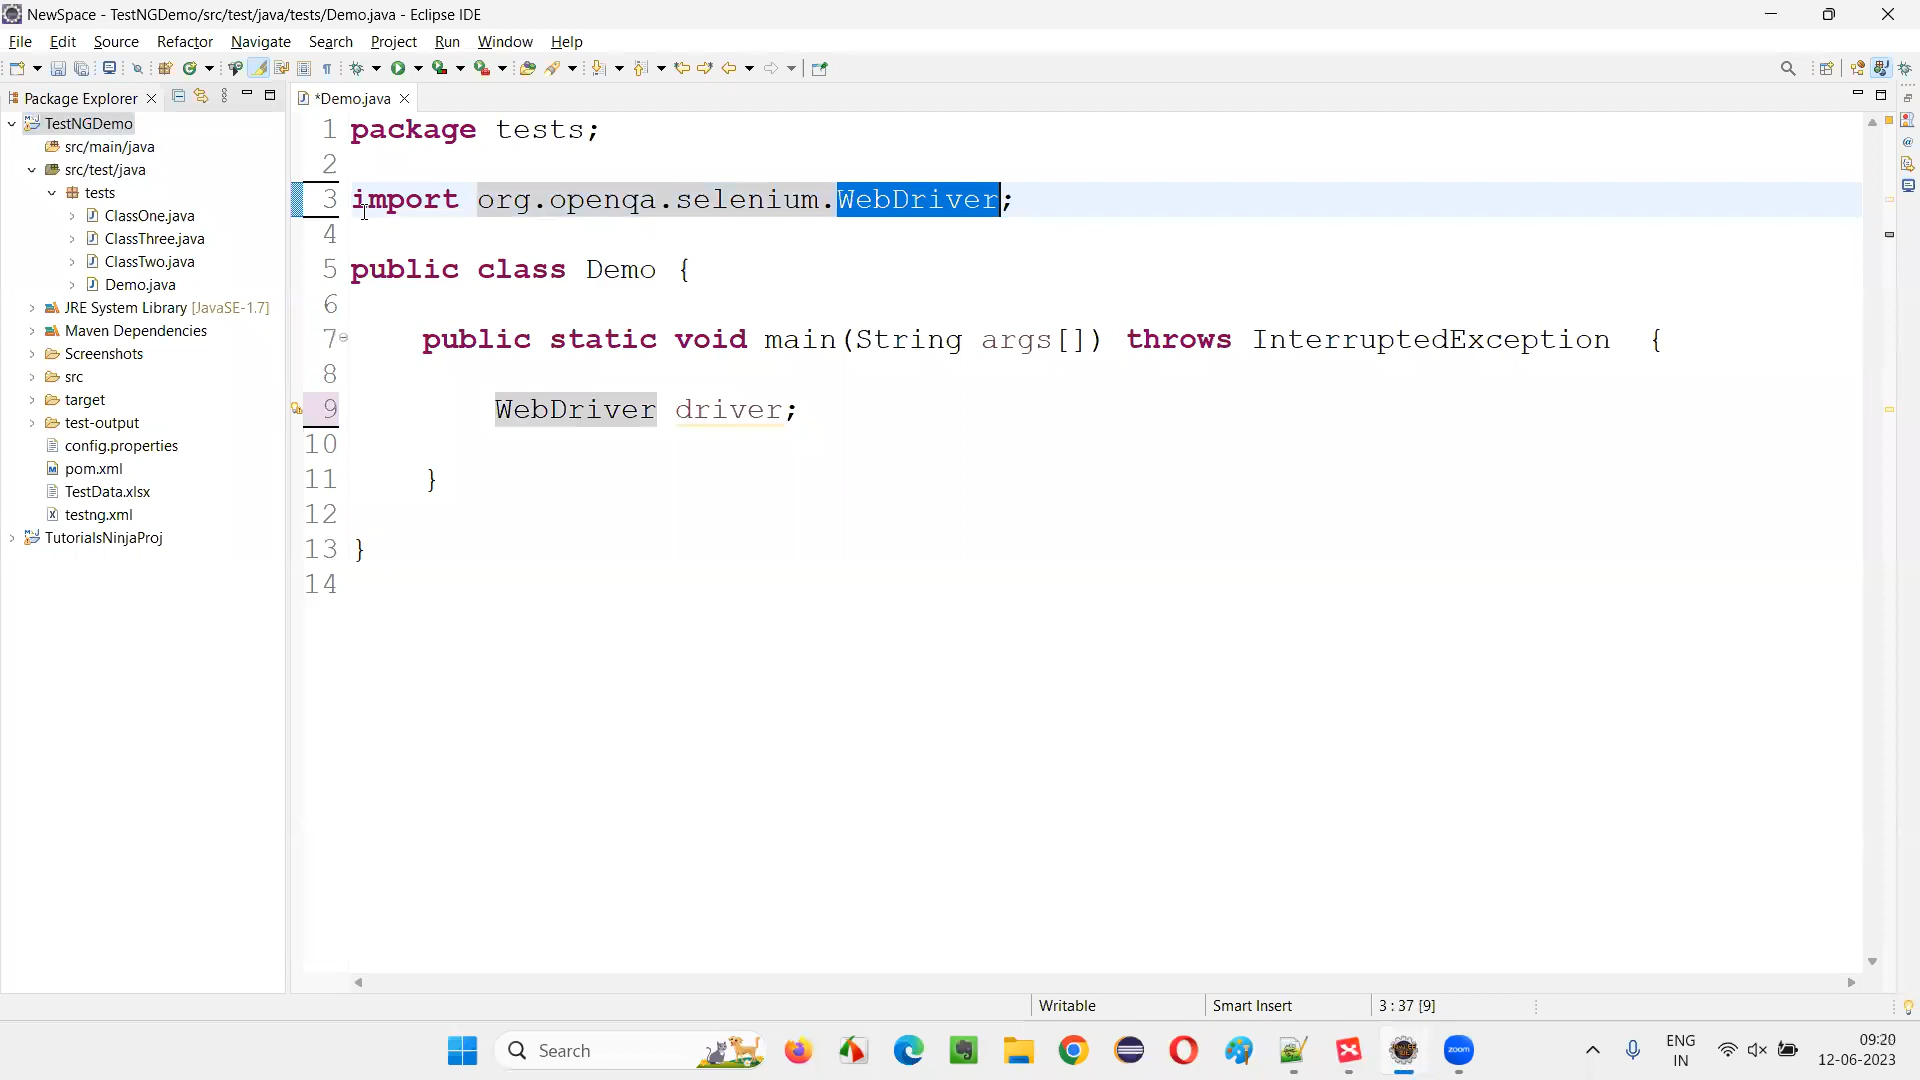 NewSpace - TestNGDemo/src/test/java/tests/Demo.java - Eclipse IDE
File Edit Source Refactor Navigate Search Project Run Window Help
Package Explorer
*Demo.java
TestNGDemo
src/main/java
src/test/java
tests
ClassOne.java
ClassThree.java
ClassTwo.java
Demo.java
JRE System Library [JavaSE-1.7]
Maven Dependencies
Screenshots
src
target
test-output
config.properties
pom.xml
TestData.xlsx
testng.xml
TutorialsNinjaProj
1 package tests;
2
3 import org.openqa.selenium.WebDriver;
4
5 public class Demo {
6
7 public static void main(String args[]) throws InterruptedException {
8
9 WebDriver driver;
10
11 }
12
13 }
14
Writable Smart Insert 3 : 37 [9]
Search
zoom
ENG
IN
09:20
12-06-2023